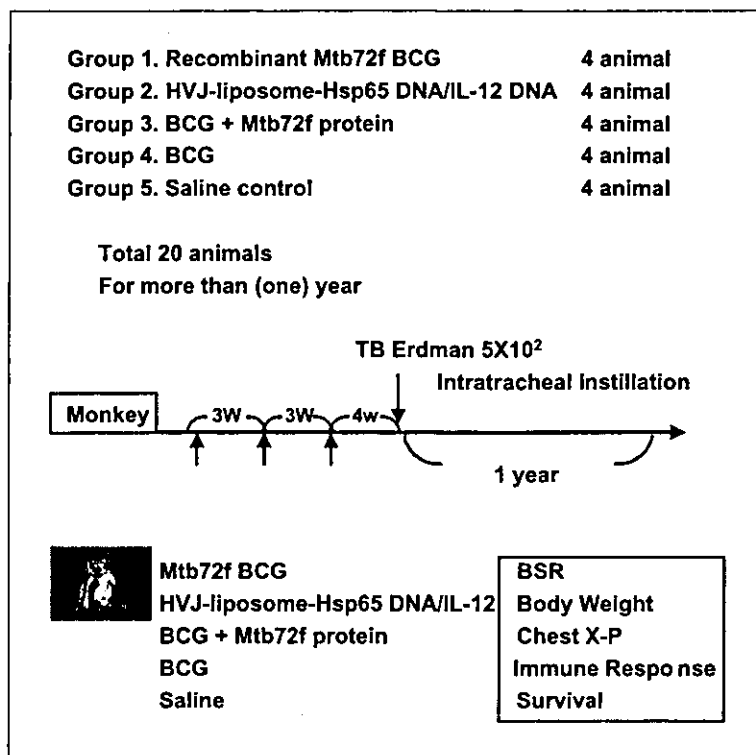 Group 1. Recombinant Mtb72f BCG 4 animal
Group 2. HVJ-liposome-Hsp65 DNA/IL-12 DNA 4 animal
Group 3. BCG + Mtb72f protein 4 animal
Group 4. BCG 4 animal
Group 5. Saline control 4 animal
Total 20 animals
For more than (one) year
TB Erdman 5X10²
Intratracheal Instillation
Monkey
3W 3W 4w
1 year
Mtb72f BCG
HVJ-liposome-Hsp65 DNA/IL-12
BCG + Mtb72f protein
BCG
Saline
BSR
Body Weight
Chest X-P
Immune Response
Survival